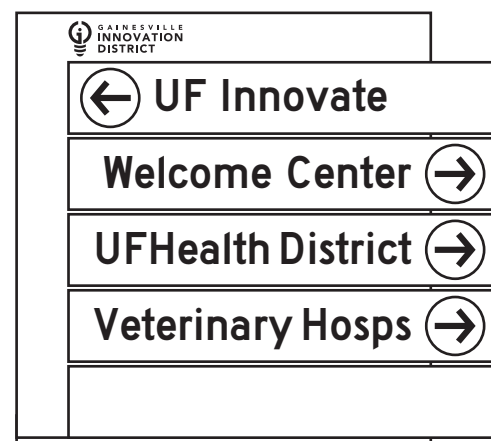 GAINESVILLE
INNOVATION
DISTRICT
UF Innovate
Welcome Center
UFHealth District
Veterinary Hosps